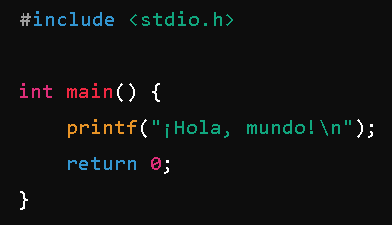 #include <stdio.h>
int main() {
    printf("¡Hola, mundo!\n");
    return 0;
}